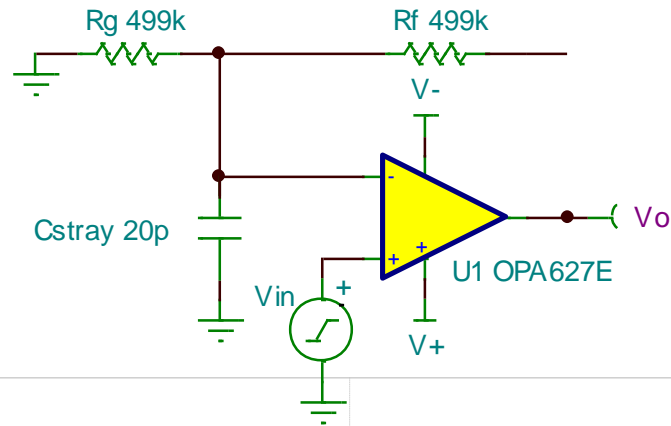 Rg 499k
Rf 499k
V-
-
Cstray 20p
Vo
+
+
U1 OPA627E
Vin
+
V+